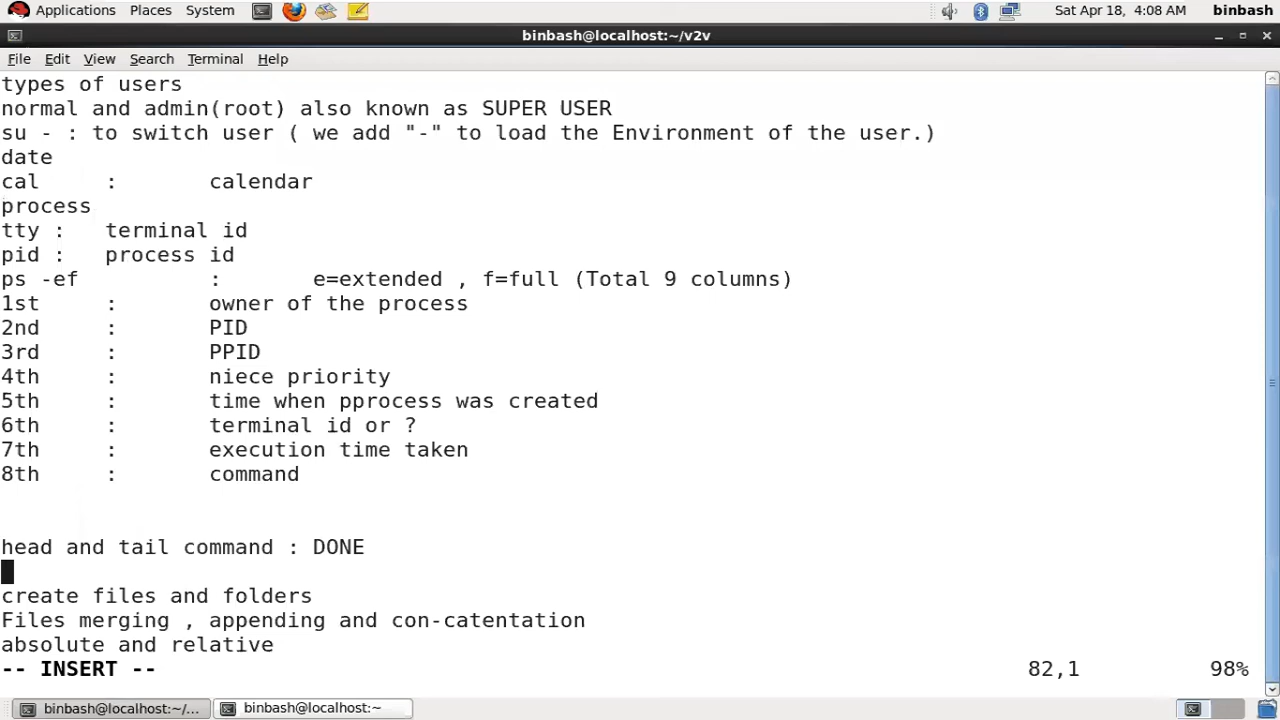 Applications Places System Sat Apr 18, 4:08 AM binbash
binbash@localhost:~/v2v
File Edit View Search Terminal Help
types of users
normal and admin(root) also known as SUPER USER
su - : to switch user ( we add "-" to load the Environment of the user.)
date
cal : calendar
process
tty : terminal id
pid : process id
ps -ef : e=extended , f=full (Total 9 columns)
1st : owner of the process
2nd : PID
3rd : PPID
4th : niece priority
5th : time when pprocess was created
6th : terminal id or ?
7th : execution time taken
8th : command
head and tail command : DONE
create files and folders
Files merging , appending and con-catentation
absolute and relative
-- INSERT -- 82,1 98%
binbash@localhost:~/... binbash@localhost:~